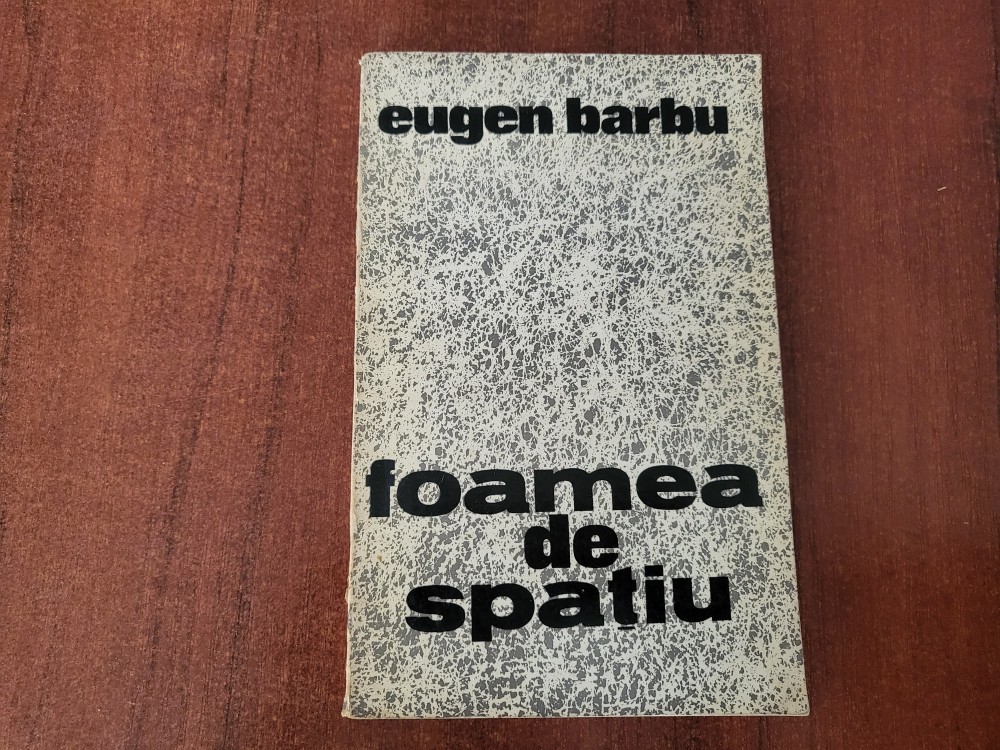 eugen barbu
foamea
de
spațiu